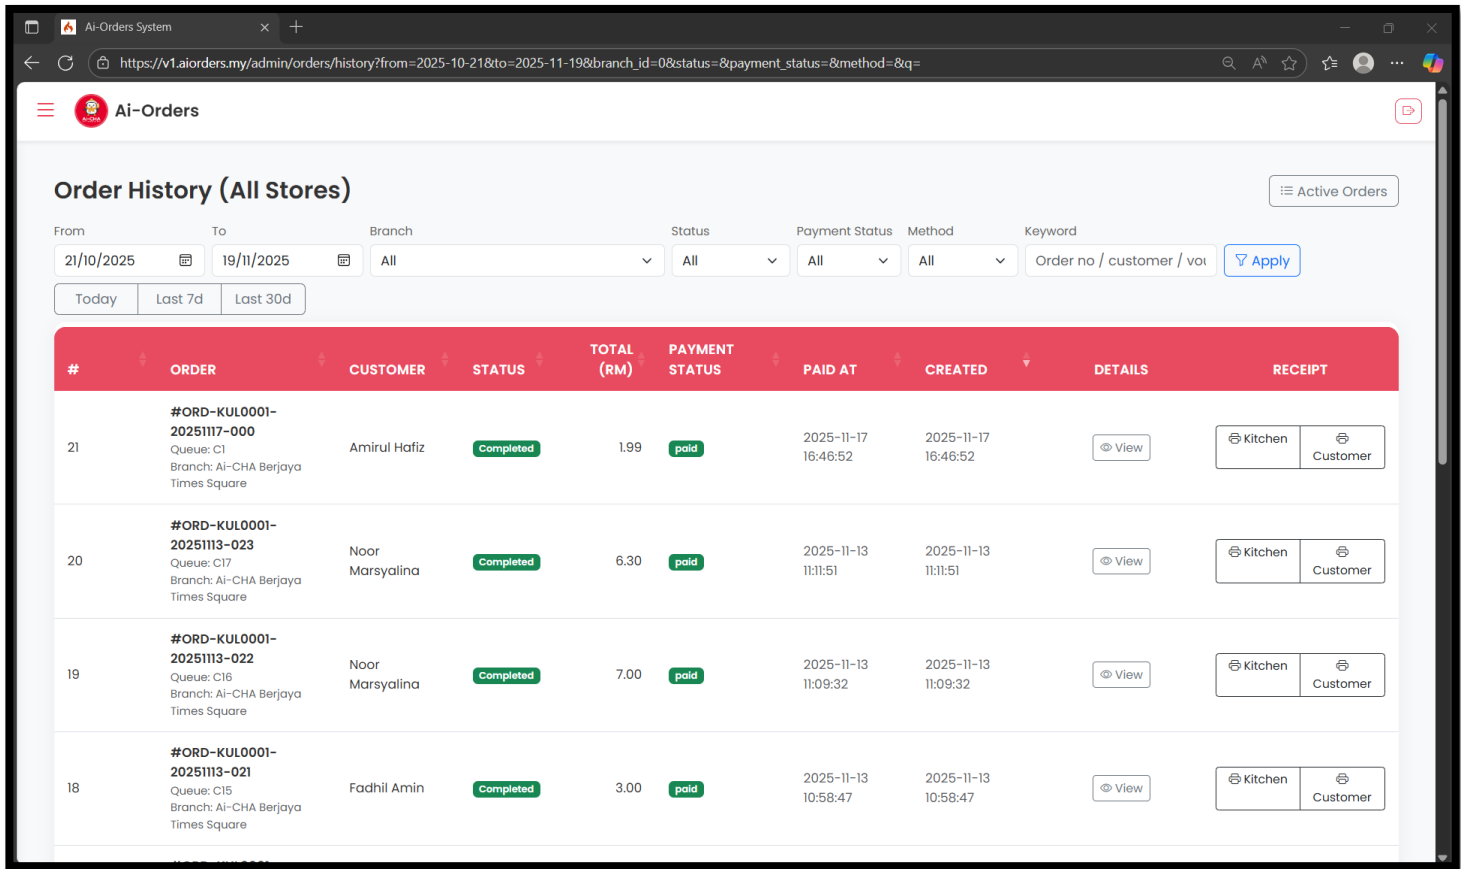 Ai-Orders System
https://v1.aiorders.my/admin/orders/history?from=2025-10-21&to=2025-11-19&branch_id=0&status=&payment_status=&method=&q=
Ai-CHA
Ai-Orders
Order History (All Stores)
Active Orders
From To Branch Status Payment Status Method Keyword
21/10/2025 19/11/2025 All All All All Order no / customer / vou Apply
Today Last 7d Last 30d
# ORDER CUSTOMER STATUS TOTAL (RM) PAYMENT STATUS PAID AT CREATED DETAILS RECEIPT
#ORD-KUL0001-
20251117-000
Queue: C1
Branch: Ai-CHA Berjaya
Times Square
21 Amirul Hafiz Completed 1.99 paid 2025-11-17 16:46:52 2025-11-17 16:46:52 View Kitchen Customer
#ORD-KUL0001-
20251113-023
Queue: C17
Branch: Ai-CHA Berjaya
Times Square
20 Noor Marsyalina Completed 6.30 paid 2025-11-13 11:11:51 2025-11-13 11:11:51 View Kitchen Customer
#ORD-KUL0001-
20251113-022
Queue: C16
Branch: Ai-CHA Berjaya
Times Square
19 Noor Marsyalina Completed 7.00 paid 2025-11-13 11:09:32 2025-11-13 11:09:32 View Kitchen Customer
#ORD-KUL0001-
20251113-021
Queue: C15
Branch: Ai-CHA Berjaya
Times Square
18 Fadhil Amin Completed 3.00 paid 2025-11-13 10:58:47 2025-11-13 10:58:47 View Kitchen Customer